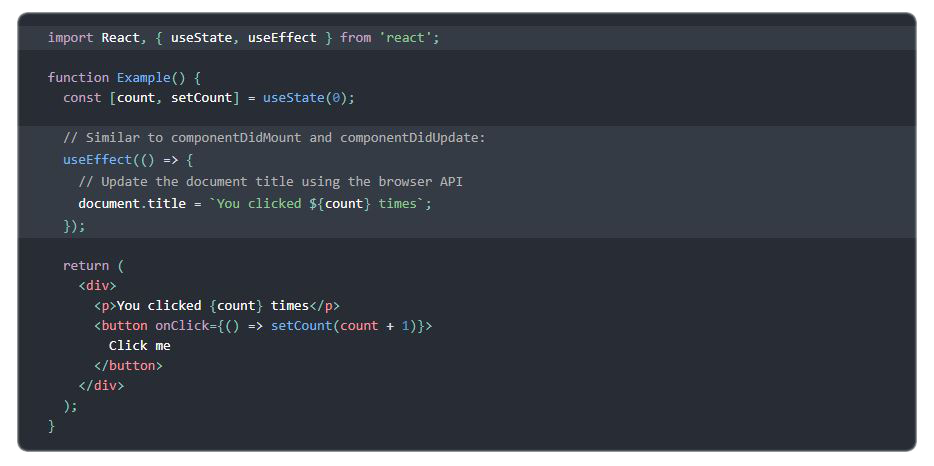 import React, { useState, useEffect } from 'react';
function Example() {
const [count, setCount] = useState(0);
// Similar to componentDidMount and componentDidUpdate:
useEffect(() => {
// Update the document title using the browser API
document.title = `You clicked ${count} times`;
});
return (
<div>
<p>You clicked {count} times</p>
<button onClick={() => setCount(count + 1)}>
Click me
</button>
</div>
);
}